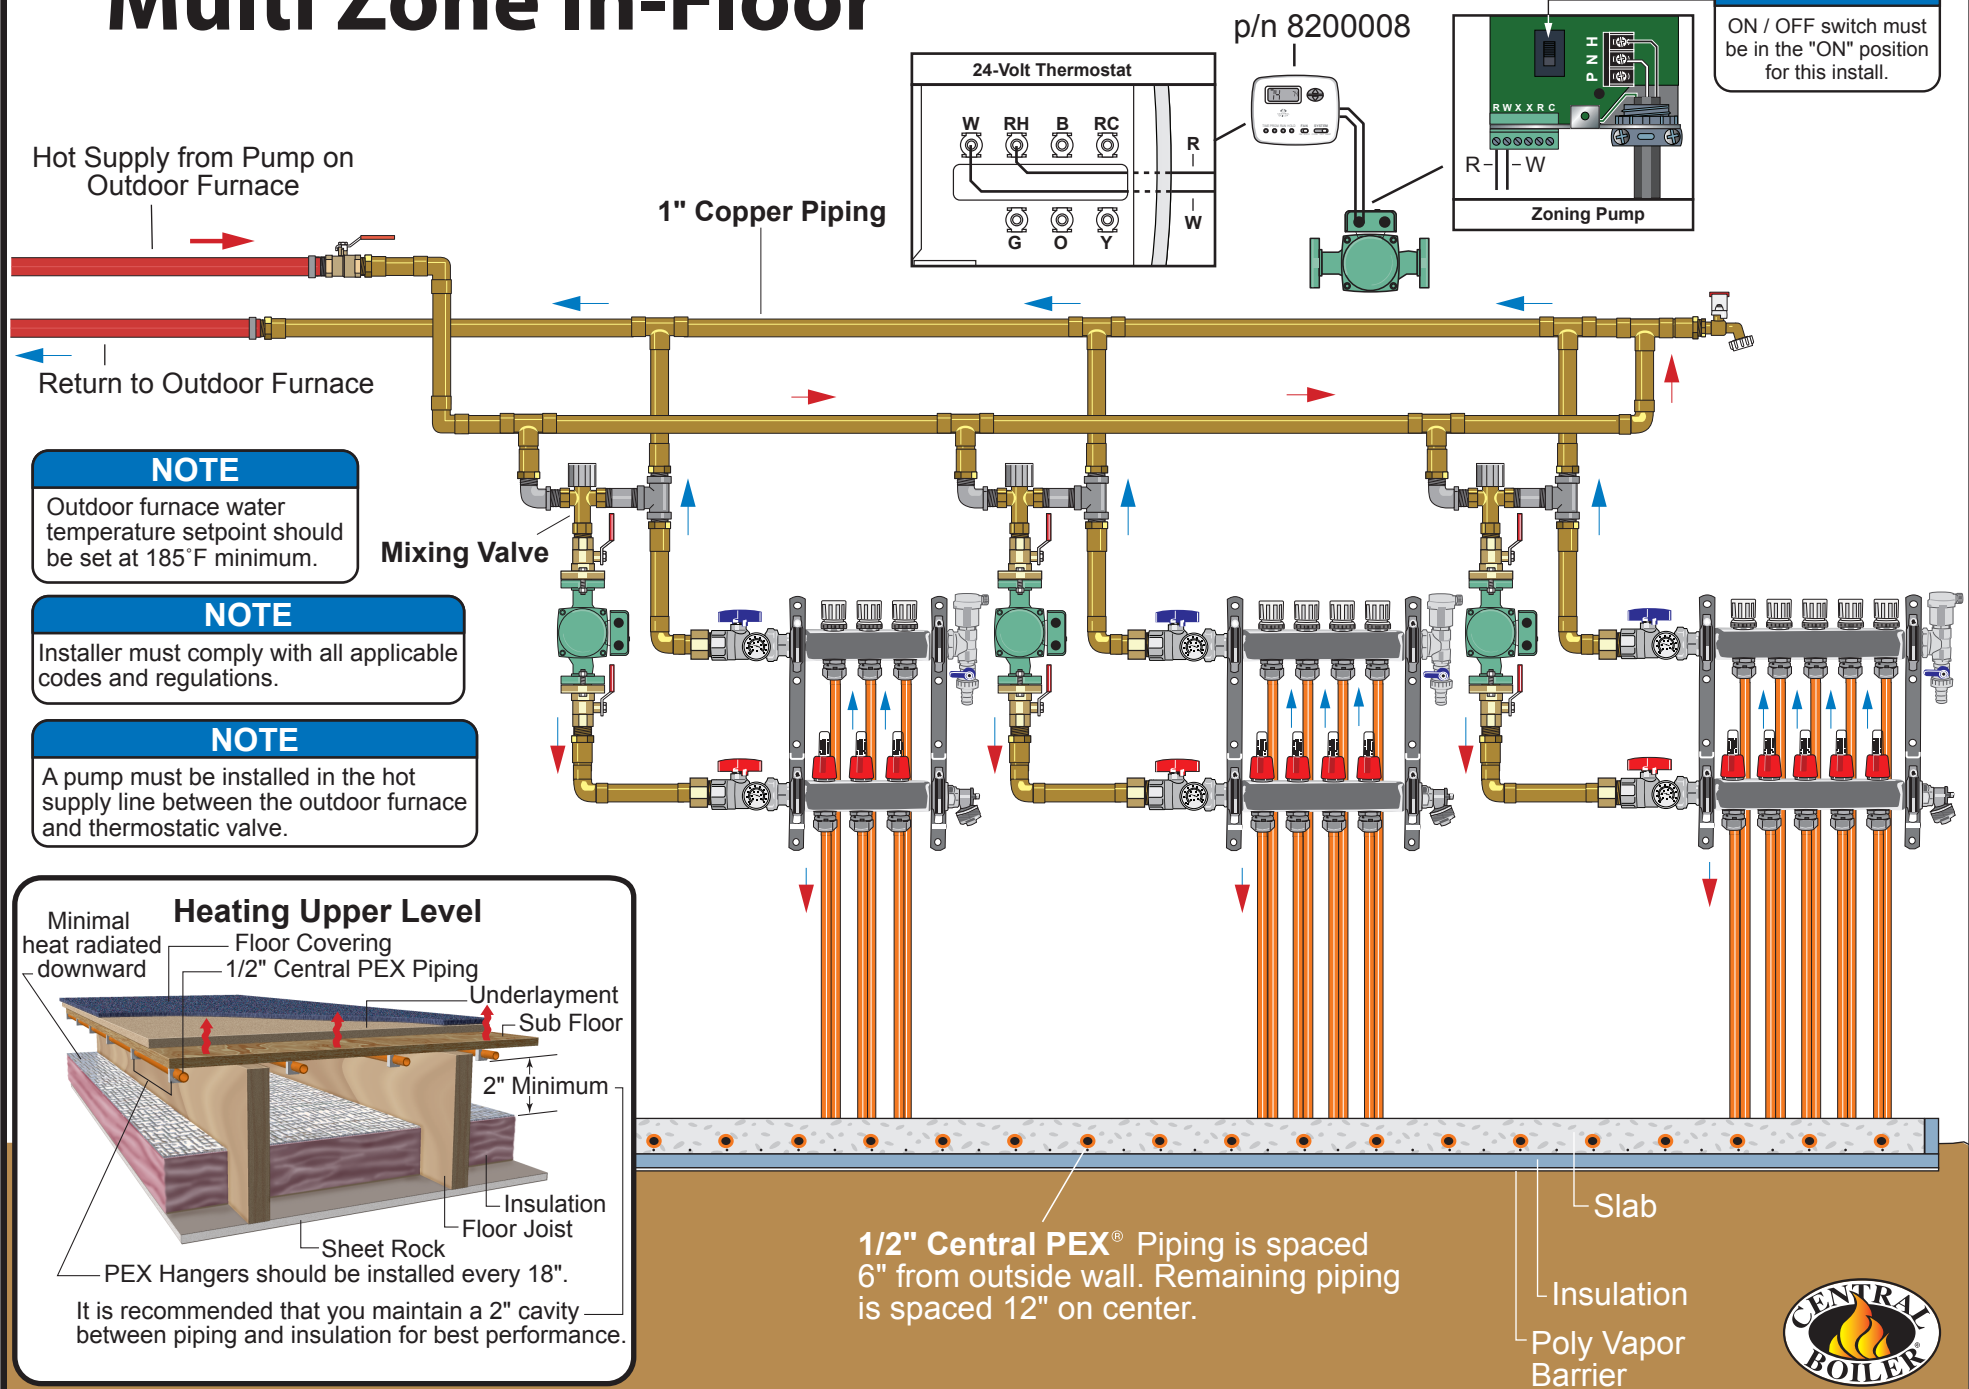 Multi Zone In-Floor
p/n 8200008
ON / OFF switch must
be in the "ON" position
for this install.
24-Volt Thermostat
W RH B RC
R
W
G O Y
H
N
P
R W X X R C
R W
Zoning Pump
Hot Supply from Pump on
Outdoor Furnace
1" Copper Piping
Return to Outdoor Furnace
NOTE
Outdoor furnace water
temperature setpoint should
be set at 185°F minimum.
Mixing Valve
NOTE
Installer must comply with all applicable
codes and regulations.
NOTE
A pump must be installed in the hot
supply line between the outdoor furnace
and thermostatic valve.
Heating Upper Level
Minimal
heat radiated
downward
Floor Covering
1/2" Central PEX Piping
Underlayment
Sub Floor
2" Minimum
Insulation
Floor Joist
Sheet Rock
PEX Hangers should be installed every 18".
It is recommended that you maintain a 2" cavity
between piping and insulation for best performance.
1/2" Central PEX® Piping is spaced
6" from outside wall. Remaining piping
is spaced 12" on center.
Slab
Insulation
Poly Vapor
Barrier
CENTRAL
BOILER®